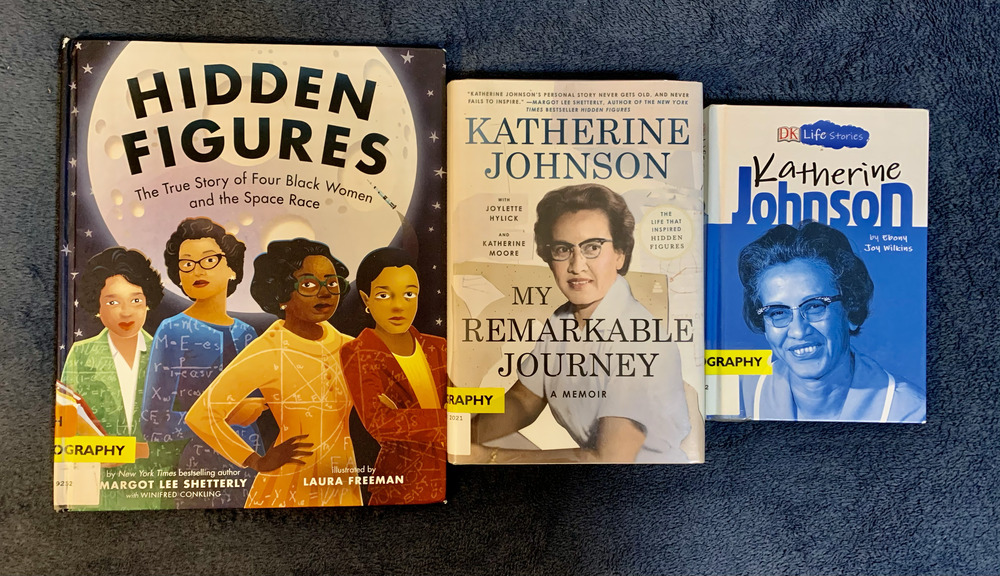 HIDDEN
FIGURES
The True Story of Four Black Women
and the Space Race
OGRAPHY
9232
by New York Times bestselling author
MARGOT LEE SHETTERLY
with WINIFRED CONKLING
Illustrated by
LAURA FREEMAN
"KATHERINE JOHNSON'S PERSONAL STORY NEVER GETS OLD, AND NEVER
FAILS TO INSPIRE." —MARGOT LEE SHETTERLY, AUTHOR OF THE NEW YORK
TIMES BESTSELLER HIDDEN FIGURES
KATHERINE
JOHNSON
WITH
JOYLETTE
HYLICK
AND
KATHERINE
MOORE
THE
LIFE THAT
INSPIRED
HIDDEN
FIGURES
MY
REMARKABLE
JOURNEY
A MEMOIR
RAPHY
2021
DK Life Stories
Katherine
Johnson
by Ebony
Joy Wilkins
OGRAPHY
2